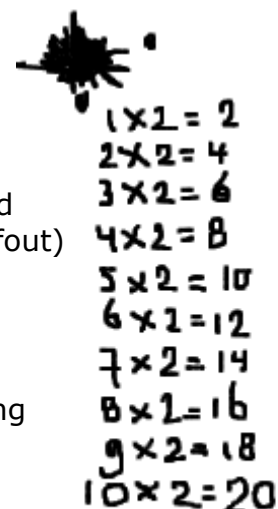 1 x 2 = 2
2 x 2 = 4
3 x 2 = 6
fout) 4 x 2 = 8
5 x 2 = 10
6 x 2 = 12
7 x 2 = 14
8 x 2 = 16
9 x 2 = 18
10 x 2 = 20